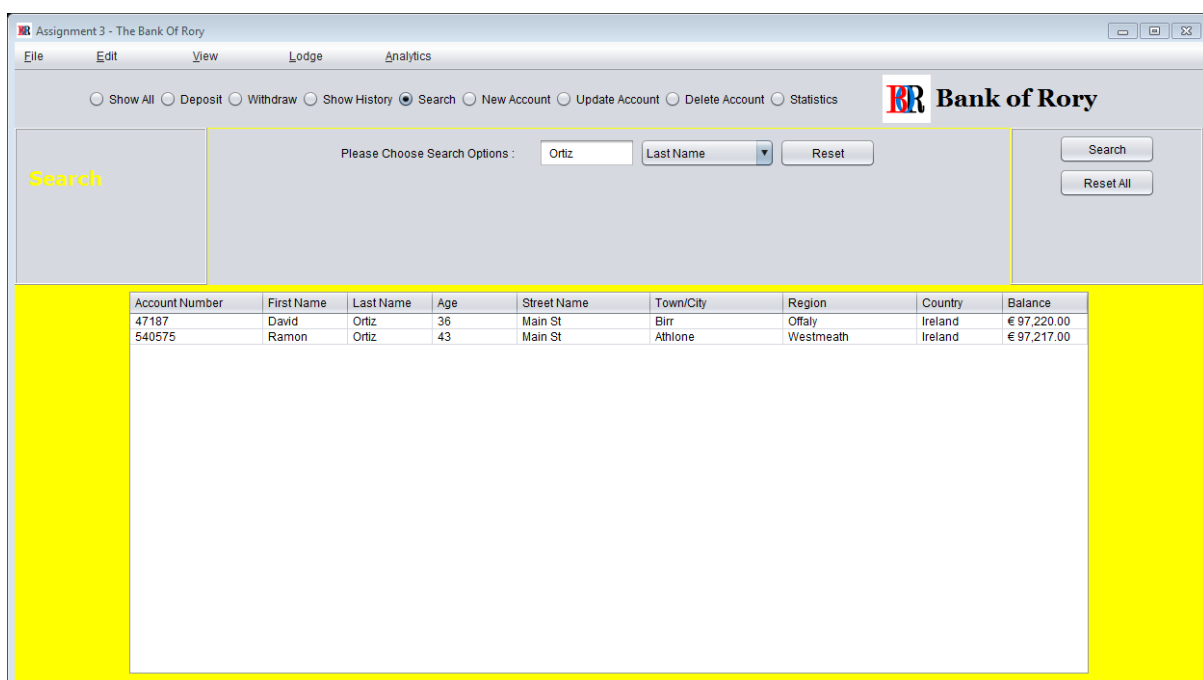 BR Assignment 3 - The Bank Of Rory
File Edit View Lodge Analytics
Show All Deposit Withdraw Show History Search New Account Update Account Delete Account Statistics BR Bank of Rory
Please Choose Search Options : Ortiz Last Name Reset Search
Search
Reset All
Account Number First Name Last Name Age Street Name Town/City Region Country Balance
47187 David Ortiz 36 Main St Birr Offaly Ireland € 97,220.00
540575 Ramon Ortiz 43 Main St Athlone Westmeath Ireland € 97,217.00